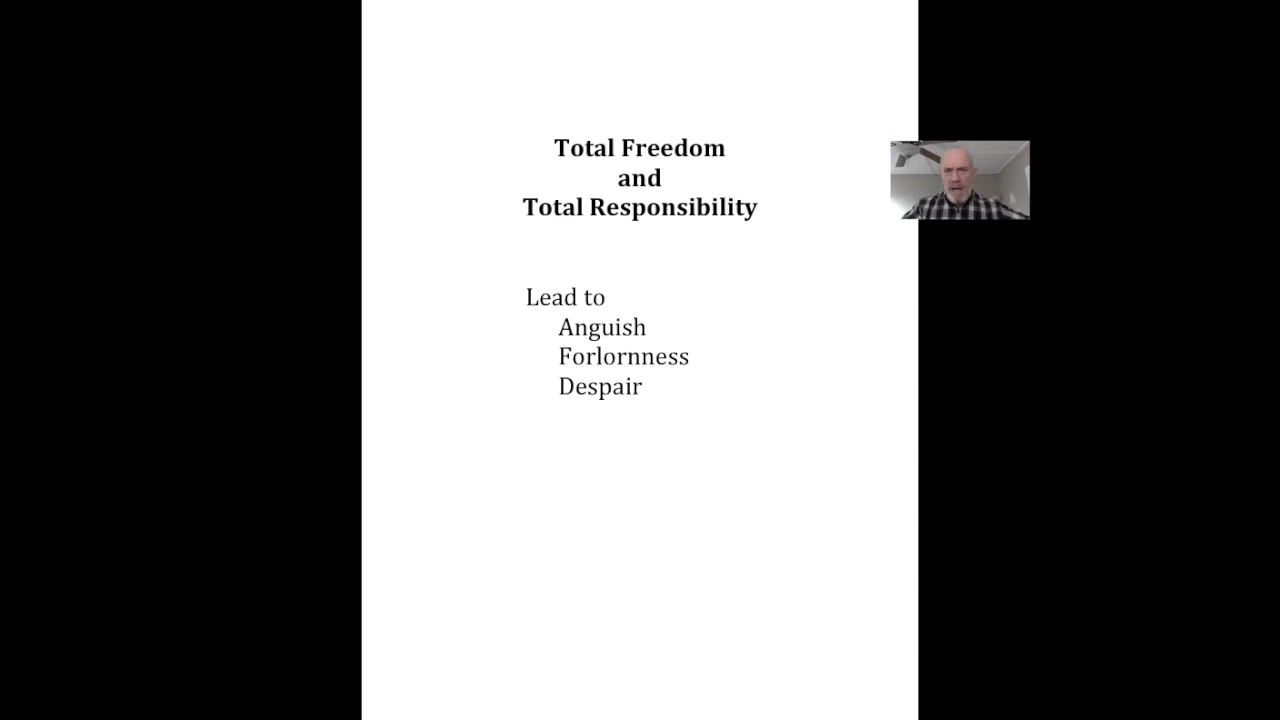 Total Freedom
and
Total Responsibility
Lead to
Anguish
Forlornness
Despair